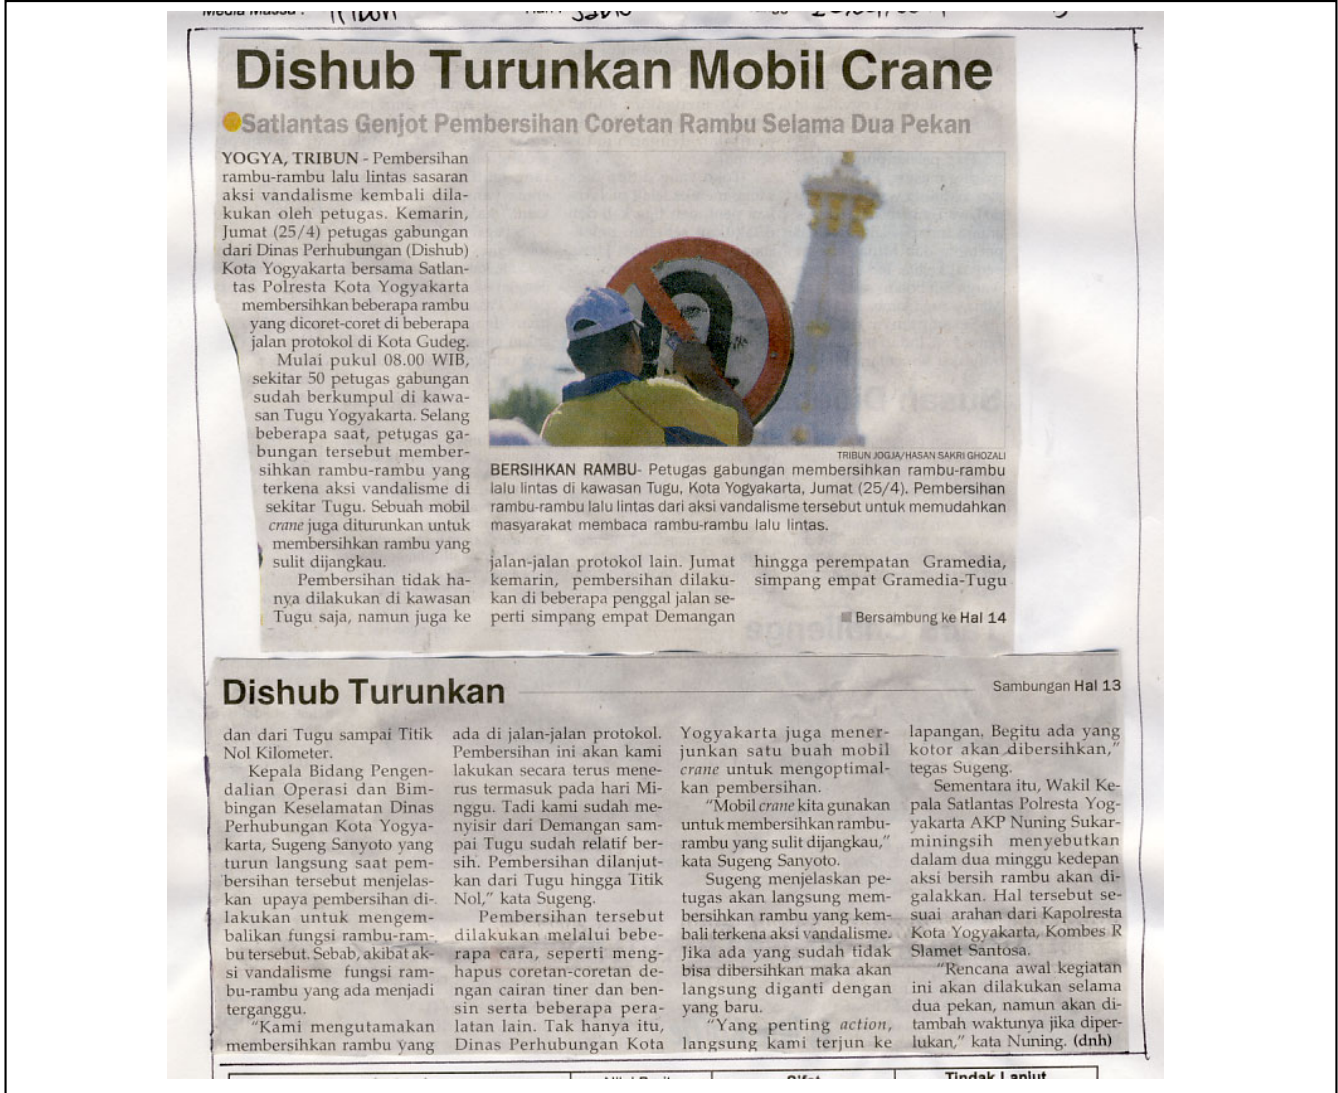 Media Massa :
Dishub Turunkan Mobil Crane
Satlantas Genjot Pembersihan Coretan Rambu Selama Dua Pekan
YOGYA, TRIBUN - Pembersihan
rambu-rambu lalu lintas sasaran
aksi vandalisme kembali dila-
kukan oleh petugas. Kemarin,
Jumat (25/4) petugas gabungan
dari Dinas Perhubungan (Dishub)
Kota Yogyakarta bersama Satlan-
tas Polresta Kota Yogyakarta
membersihkan beberapa rambu
yang dicoret-coret di beberapa
jalan protokol di Kota Gudeg.
Mulai pukul 08.00 WIB,
sekitar 50 petugas gabungan
sudah berkumpul di kawa-
san Tugu Yogyakarta. Selang
beberapa saat, petugas ga-
bungan tersebut member-
sihkan rambu-rambu yang
terkena aksi vandalisme di
sekitar Tugu. Sebuah mobil
crane juga diturunkan untuk
membersihkan rambu yang
sulit dijangkau.
Pembersihan tidak ha-
nya dilakukan di kawasan
Tugu saja, namun juga ke
TRIBUN JOGJA/HASAN SAKRI GHOZALI
BERSIHKAN RAMBU- Petugas gabungan membersihkan rambu-rambu
lalu lintas di kawasan Tugu, Kota Yogyakarta, Jumat (25/4). Pembersihan
rambu-rambu lalu lintas dari aksi vandalisme tersebut untuk memudahkan
masyarakat membaca rambu-rambu lalu lintas.
jalan-jalan protokol lain. Jumat
kemarin, pembersihan dilaku-
kan di beberapa penggal jalan se-
perti simpang empat Demangan
hingga perempatan Gramedia,
simpang empat Gramedia-Tugu
Bersambung ke Hal 14
Dishub Turunkan
Sambungan Hal 13
dan dari Tugu sampai Titik
Nol Kilometer.
Kepala Bidang Pengen-
dalian Operasi dan Bim-
bingan Keselamatan Dinas
Perhubungan Kota Yogya-
karta, Sugeng Sanyoto yang
turun langsung saat pem-
bersihan tersebut menjelas-
kan upaya pembersihan di-
lakukan untuk mengem-
balikan fungsi rambu-ram-
bu tersebut. Sebab, akibat ak-
si vandalisme fungsi ram-
bu-rambu yang ada menjadi
terganggu.
"Kami mengutamakan
membersihkan rambu yang
ada di jalan-jalan protokol.
Pembersihan ini akan kami
lakukan secara terus mene-
rus termasuk pada hari Mi-
nggu. Tadi kami sudah me-
nyisir dari Demangan sam-
pai Tugu sudah relatif ber-
sih. Pembersihan dilanjut-
kan dari Tugu hingga Titik
Nol," kata Sugeng.
Pembersihan tersebut
dilakukan melalui bebe-
rapa cara, seperti meng-
hapus coretan-coretan de-
ngan cairan tiner dan ben-
sin serta beberapa pera-
latan lain. Tak hanya itu,
Dinas Perhubungan Kota
Yogyakarta juga mener-
junkan satu buah mobil
crane untuk mengoptimal-
kan pembersihan.
"Mobil crane kita gunakan
untuk membersihkan rambu-
rambu yang sulit dijangkau,"
kata Sugeng Sanyoto.
Sugeng menjelaskan pe-
tugas akan langsung mem-
bersihkan rambu yang kem-
bali terkena aksi vandalisme.
Jika ada yang sudah tidak
bisa dibersihkan maka akan
langsung diganti dengan
yang baru.
"Yang penting action,
langsung kami terjun ke
lapangan, Begitu ada yang
kotor akan dibersihkan,"
tegas Sugeng.
Sementara itu, Wakil Ke-
pala Satlantas Polresta Yog-
yakarta AKP Nuning Sukar-
miningsih menyebutkan
dalam dua minggu kedepan
aksi bersih rambu akan di-
galakkan. Hal tersebut se-
suai arahan dari Kapolresta
Kota Yogyakarta, Kombes R
Slamet Santosa.
"Rencana awal kegiatan
ini akan dilakukan selama
dua pekan, namun akan di-
tambah waktunya jika diper-
lukan," kata Nuning. (dnh)
Tindak Lanjut